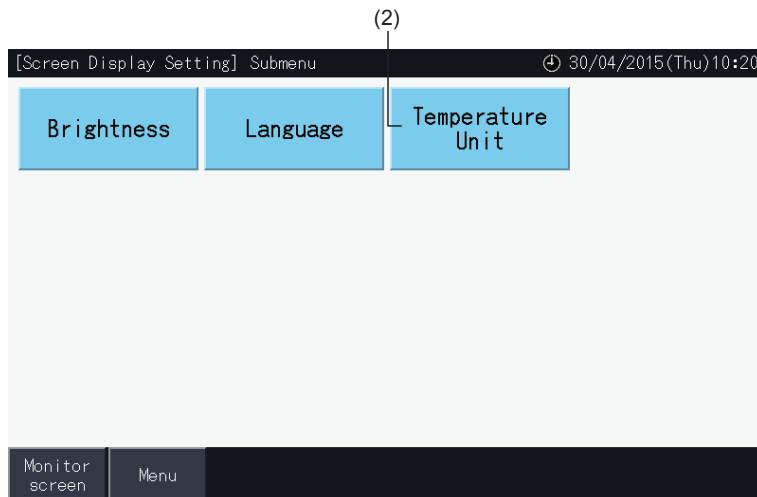 (2)
[Screen Display Setting] Submenu 30/04/2015(Thu)10:20
Brightness
Language
Temperature
Unit
Monitor
screen
Menu